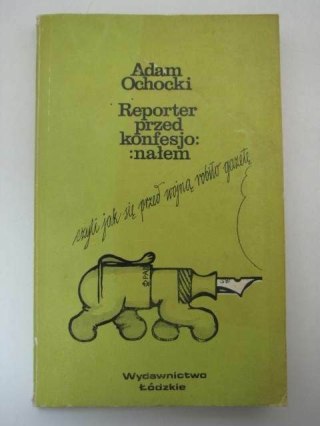 Adam
Ochocki
Reporter
przed
konfesjo:
:nałem
czyli jak się przed wojną robiło gazetę
Wydawnictwo
Łódzkie